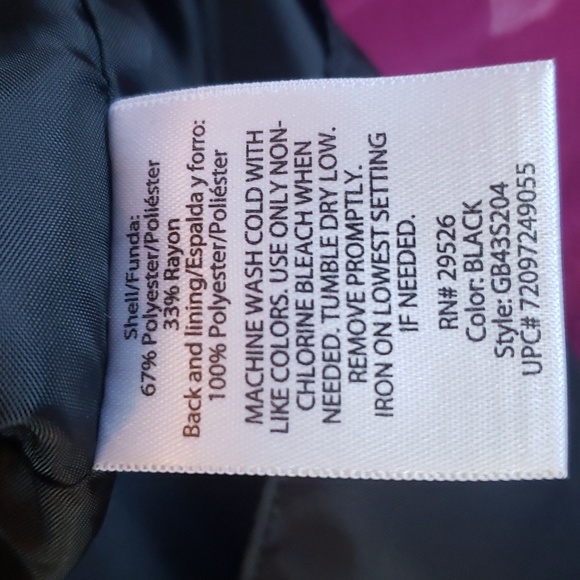 Shell/Funda:
67% Polyester/Poliéster
33% Rayon
Back and lining/Espalda y forro:
100% Polyester/Poliéster
MACHINE WASH COLD WITH
LIKE COLORS. USE ONLY NON-
CHLORINE BLEACH WHEN
NEEDED. TUMBLE DRY LOW.
REMOVE PROMPTLY.
IRON ON LOWEST SETTING
IF NEEDED.
RN# 29526
Color: BLACK
Style: GB43S204
UPC# 72097249055